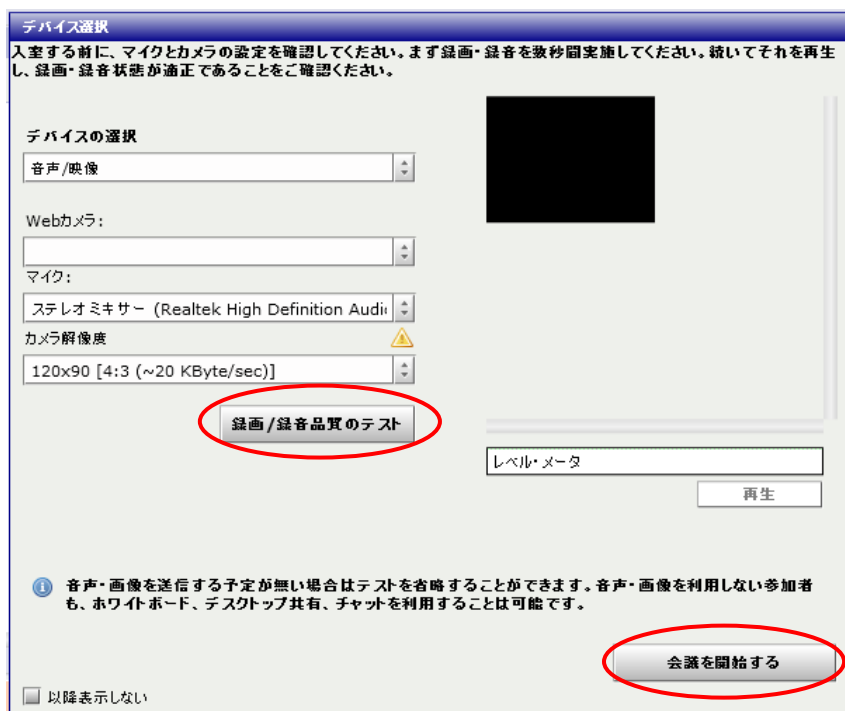 デバイス選択
入室する前に、マイクとカメラの設定を確認してください。まず録画・録音を数秒間実施してください。続いてそれを再生
し、録画・録音状態が適正であることをご確認ください。
デバイスの選択
音声/映像
Webカメラ:
マイク:
ステレオミキサー (Realtek High Definition Audi
カメラ解像度
120x90 [4:3 (~20 KByte/sec)]
録画/録音品質のテスト
レベル・メータ
再生
音声・画像を送信する予定が無い場合はテストを省略することができます。音声・画像を利用しない参加者
も、ホワイトボード、デスクトップ共有、チャットを利用することは可能です。
会議を開始する
以降表示しない